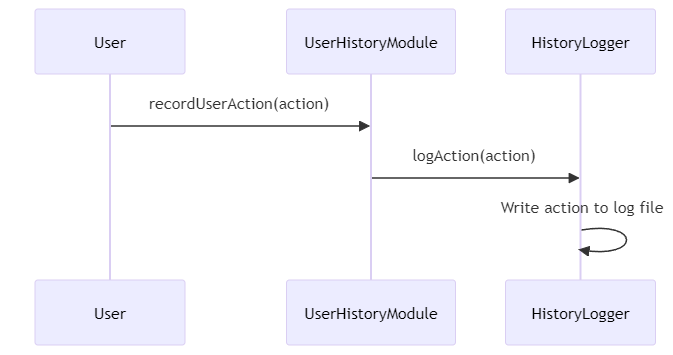 User
UserHistoryModule
HistoryLogger
recordUserAction(action)
logAction(action)
Write action to log file
User
UserHistoryModule
HistoryLogger